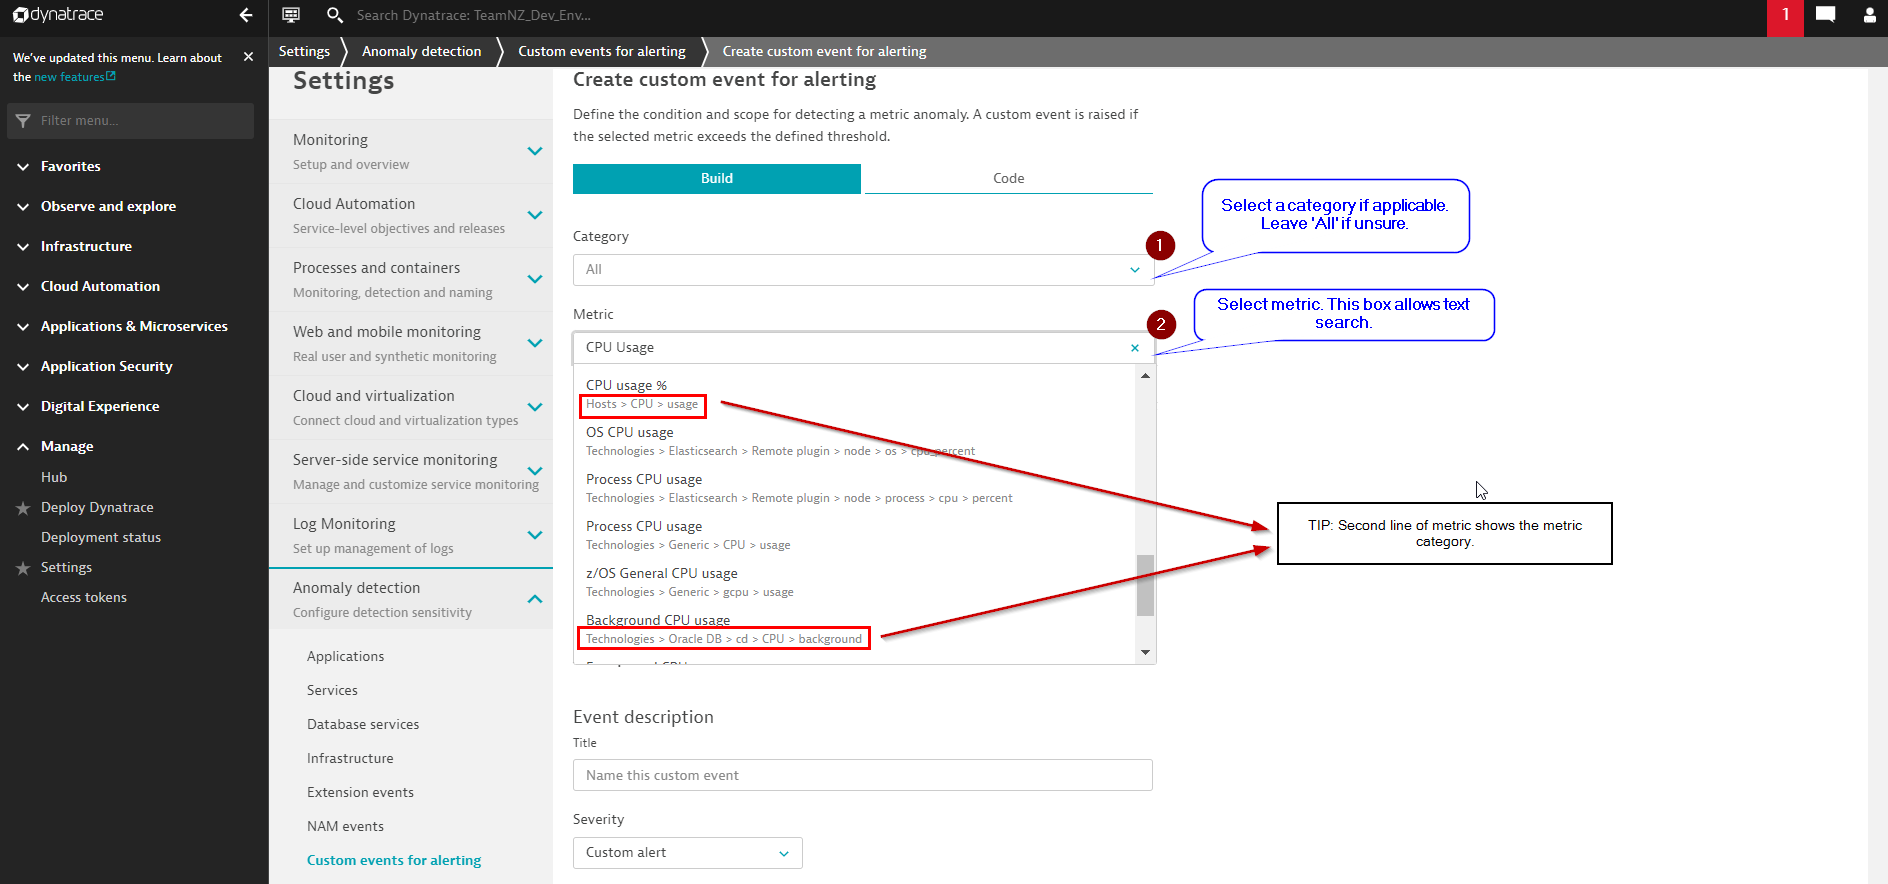 dynatrace
Search Dynatrace: TeamNZ_Dev_Env...
1
We've updated this menu. Learn about
the new features
Filter menu...
Favorites
Observe and explore
Infrastructure
Cloud Automation
Applications & Microservices
Application Security
Digital Experience
Manage
Hub
Deploy Dynatrace
Deployment status
Settings
Access tokens
Settings
Anomaly detection
Custom events for alerting
Create custom event for alerting
Settings
Monitoring
Setup and overview
Cloud Automation
Service-level objectives and releases
Processes and containers
Monitoring, detection and naming
Web and mobile monitoring
Real user and synthetic monitoring
Cloud and virtualization
Connect cloud and virtualization types
Server-side service monitoring
Manage and customize service monitoring
Log Monitoring
Set up management of logs
Anomaly detection
Configure detection sensitivity
Applications
Services
Database services
Infrastructure
Extension events
NAM events
Custom events for alerting
Create custom event for alerting
Define the condition and scope for detecting a metric anomaly. A custom event is raised if
the selected metric exceeds the defined threshold.
Build
Code
Category
All
1
Select a category if applicable.
Leave 'All' if unsure.
Metric
CPU Usage
2
Select metric. This box allows text
search.
CPU usage %
Hosts > CPU > usage
OS CPU usage
Technologies > Elasticsearch > Remote plugin > node > os > cpu_percent
Process CPU usage
Technologies > Elasticsearch > Remote plugin > node > process > cpu > percent
Process CPU usage
Technologies > Generic > CPU > usage
z/OS General CPU usage
Technologies > Generic > gcpu > usage
Background CPU usage
Technologies > Oracle DB > cd > CPU > background
TIP: Second line of metric shows the metric
category.
Event description
Title
Name this custom event
Severity
Custom alert